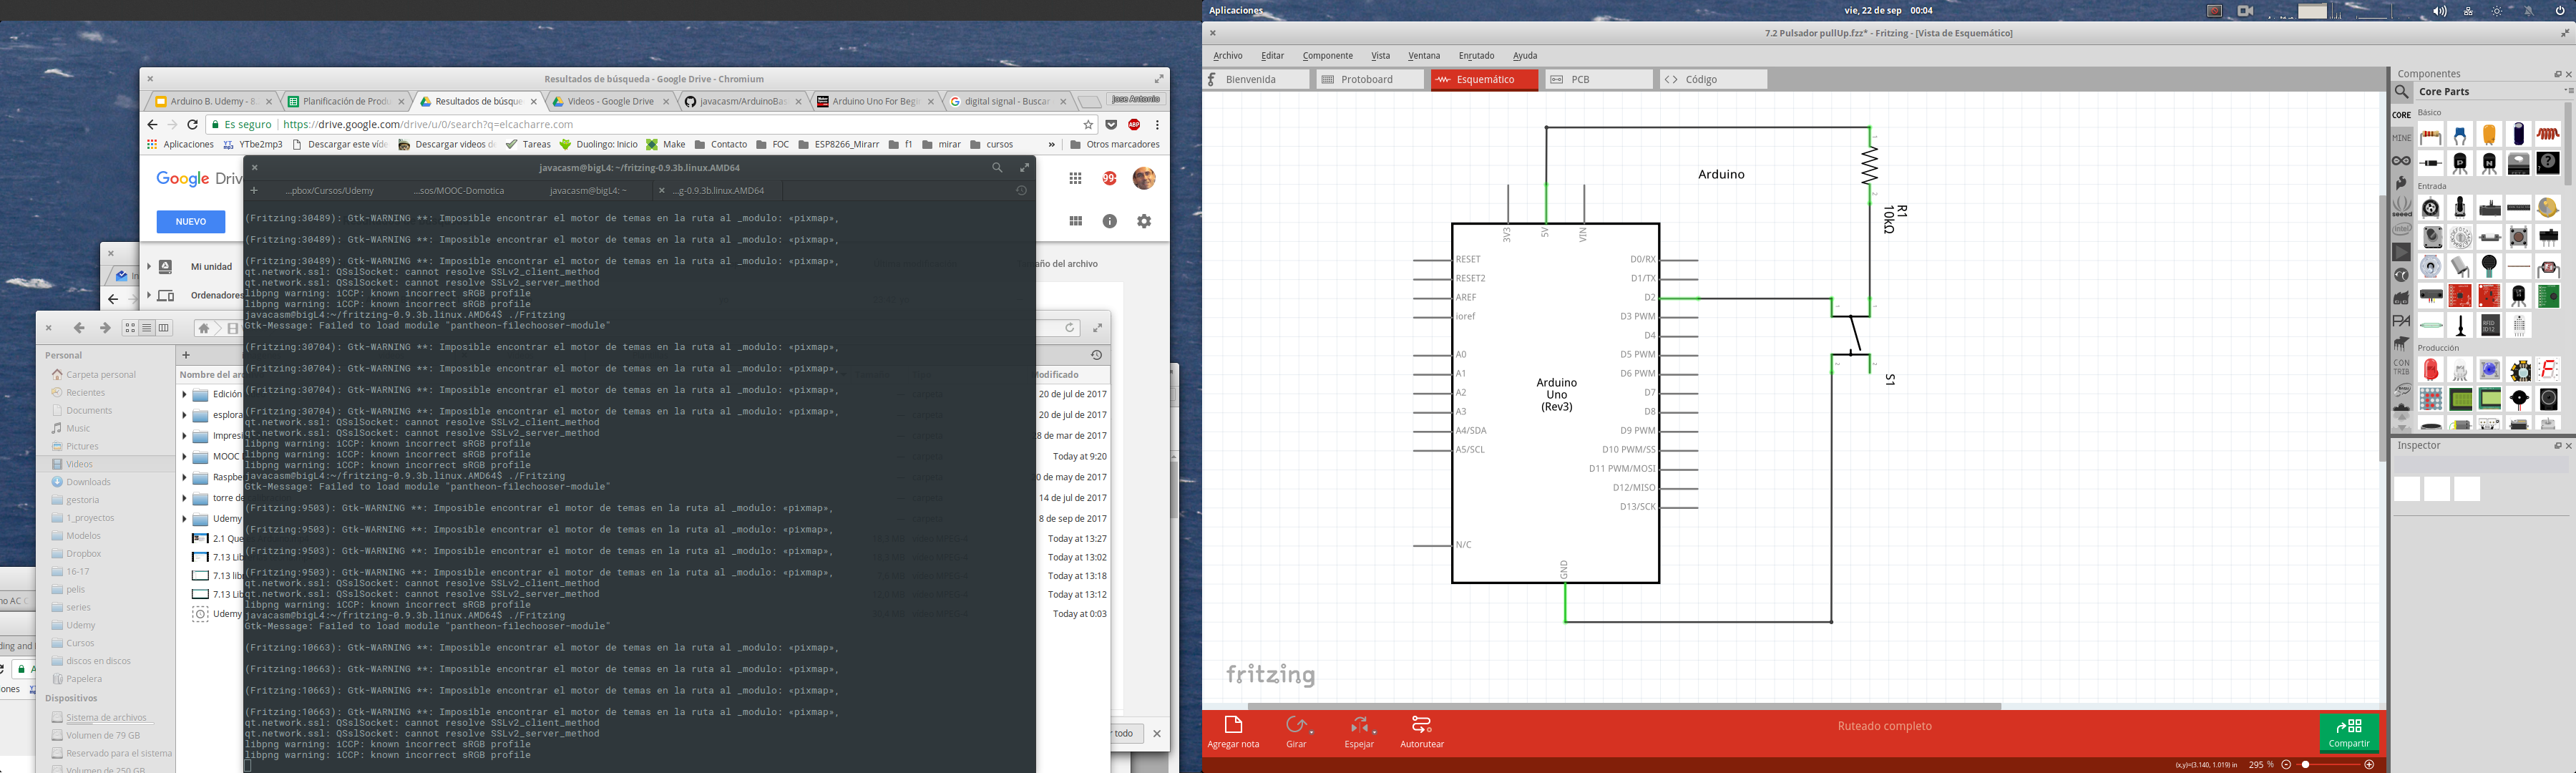 Aplicaciones
vie, 22 de sep 00:04
Resultados de búsqueda - Google Drive - Chromium
Arduino B. Udemy - 8.
Planificación de Produ
Resultados de búsque
Videos - Google Drive
javacasm/ArduinoBas
Arduino Uno For Begi
digital signal - Buscar
Jose Antonio
Es seguro
https://drive.google.com/drive/u/0/search?q=elcacharre.com
Aplicaciones
YTbe2mp3
Descargar este víde
Descargar videos d
Tareas
Duolingo: Inicio
Make
Contacto
FOC
ESP8266_Mirarr
f1
mirar
cursos
»
Otros marcadores
Google Driv
99+
NUEVO
Mi unidad
Ordenadores
año del archivo
javacasm@bigL4: ~/fritzing-0.9.3b.linux.AMD64
...pbox/Cursos/Udemy
...sos/MOOC-Domotica
javacasm@bigL4: ~
...g-0.9.3b.linux.AMD64
(Fritzing:30489): Gtk-WARNING **: Imposible encontrar el motor de temas en la ruta al _modulo: «pixmap»,
(Fritzing:30489): Gtk-WARNING **: Imposible encontrar el motor de temas en la ruta al _modulo: «pixmap»,
(Fritzing:30489): Gtk-WARNING **: Imposible encontrar el motor de temas en la ruta al _modulo: «pixmap»,
qt.network.ssl: QSslSocket: cannot resolve SSLv2_client_method
qt.network.ssl: QSslSocket: cannot resolve SSLv2_server_method
libpng warning: iCCP: known incorrect sRGB profile
libpng warning: iCCP: known incorrect sRGB profile
javacasm@bigL4:~/fritzing-0.9.3b.linux.AMD64$ ./Fritzing
Gtk-Message: Failed to load module "pantheon-filechooser-module"
(Fritzing:30704): Gtk-WARNING **: Imposible encontrar el motor de temas en la ruta al _modulo: «pixmap»,
(Fritzing:30704): Gtk-WARNING **: Imposible encontrar el motor de temas en la ruta al _modulo: «pixmap»,
(Fritzing:30704): Gtk-WARNING **: Imposible encontrar el motor de temas en la ruta al _modulo: «pixmap»,
(Fritzing:30704): Gtk-WARNING **: Imposible encontrar el motor de temas en la ruta al _modulo: «pixmap»,
qt.network.ssl: QSslSocket: cannot resolve SSLv2_client_method
qt.network.ssl: QSslSocket: cannot resolve SSLv2_server_method
libpng warning: iCCP: known incorrect sRGB profile
libpng warning: iCCP: known incorrect sRGB profile
libpng warning: iCCP: known incorrect sRGB profile
javacasm@bigL4:~/fritzing-0.9.3b.linux.AMD64$ ./Fritzing
Gtk-Message: Failed to load module "pantheon-filechooser-module"
(Fritzing:9503): Gtk-WARNING **: Imposible encontrar el motor de temas en la ruta al _modulo: «pixmap»,
(Fritzing:9503): Gtk-WARNING **: Imposible encontrar el motor de temas en la ruta al _modulo: «pixmap»,
(Fritzing:9503): Gtk-WARNING **: Imposible encontrar el motor de temas en la ruta al _modulo: «pixmap»,
(Fritzing:9503): Gtk-WARNING **: Imposible encontrar el motor de temas en la ruta al _modulo: «pixmap»,
qt.network.ssl: QSslSocket: cannot resolve SSLv2_client_method
qt.network.ssl: QSslSocket: cannot resolve SSLv2_server_method
libpng warning: iCCP: known incorrect sRGB profile
javacasm@bigL4:~/fritzing-0.9.3b.linux.AMD64$ ./Fritzing
Gtk-Message: Failed to load module "pantheon-filechooser-module"
(Fritzing:10663): Gtk-WARNING **: Imposible encontrar el motor de temas en la ruta al _modulo: «pixmap»,
(Fritzing:10663): Gtk-WARNING **: Imposible encontrar el motor de temas en la ruta al _modulo: «pixmap»,
(Fritzing:10663): Gtk-WARNING **: Imposible encontrar el motor de temas en la ruta al _modulo: «pixmap»,
(Fritzing:10663): Gtk-WARNING **: Imposible encontrar el motor de temas en la ruta al _modulo: «pixmap»,
qt.network.ssl: QSslSocket: cannot resolve SSLv2_client_method
qt.network.ssl: QSslSocket: cannot resolve SSLv2_server_method
libpng warning: iCCP: known incorrect sRGB profile
libpng warning: iCCP: known incorrect sRGB profile
Personal
Carpeta personal
Recientes
Documents
Music
Pictures
Videos
Downloads
gestoria
1_proyectos
Modelos
Dropbox
16-17
pelis
series
Udemy
Cursos
discos en discos
Papelera
Dispositivos
Sistema de archivos
Volumen de 79 GB
Reservado para el sistema
Volumen de 250 GB
Nombre del ar
Edición
esplora
Impresi
MOOC
Raspbe
torre de
Udemy
2.1 Que
7.13 Lib
7.13 lib
7.13 Lib
Udemy
Modificado
20 de jul de 2017
20 de jul de 2017
28 de mar de 2017
Today at 9:20
0 de may de 2017
14 de jul de 2017
8 de sep de 2017
Today at 13:27
Today at 13:02
Today at 13:18
Today at 13:12
Today at 0:03
r todo
no AC
ding and
ones
7.2 Pulsador pullUp.fzz* - Fritzing - [Vista de Esquemático]
Archivo
Editar
Componente
Vista
Ventana
Enrutado
Ayuda
Bienvenida
Protoboard
Esquemático
PCB
Código
Arduino
3V3
5V
VIN
RESET
RESET2
AREF
ioref
A0
A1
A2
A3
A4/SDA
A5/SCL
N/C
GND
Arduino
Uno
(Rev3)
D0/RX
D1/TX
D2
D3 PWM
D4
D5 PWM
D6 PWM
D7
D8
D9 PWM
D10 PWM/SS
D11 PWM/MOSI
D12/MISO
D13/SCK
R1
10kΩ
S1
fritzing
Agregar nota
Girar
Espejar
Autorutear
Ruteado completo
Compartir
(x,y)=(3.140, 1.019) in
295 %
Componentes
Core Parts
CORE
MINE
seeed
intel
PA
CON
TRIB
Básico
Entrada
Producción
Inspector